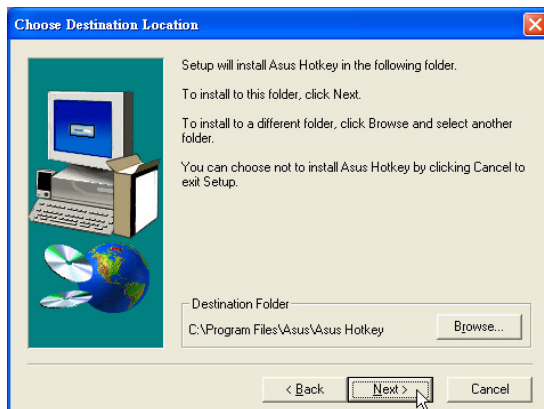 Choose Destination Location
Setup will install Asus Hotkey in the following folder.
To install to this folder, click Next.
To install to a different folder, click Browse and select another
folder.
You can choose not to install Asus Hotkey by clicking Cancel to
exit Setup.
Destination Folder
C:\Program Files\Asus\Asus Hotkey
Browse...
< Back
Next >
Cancel